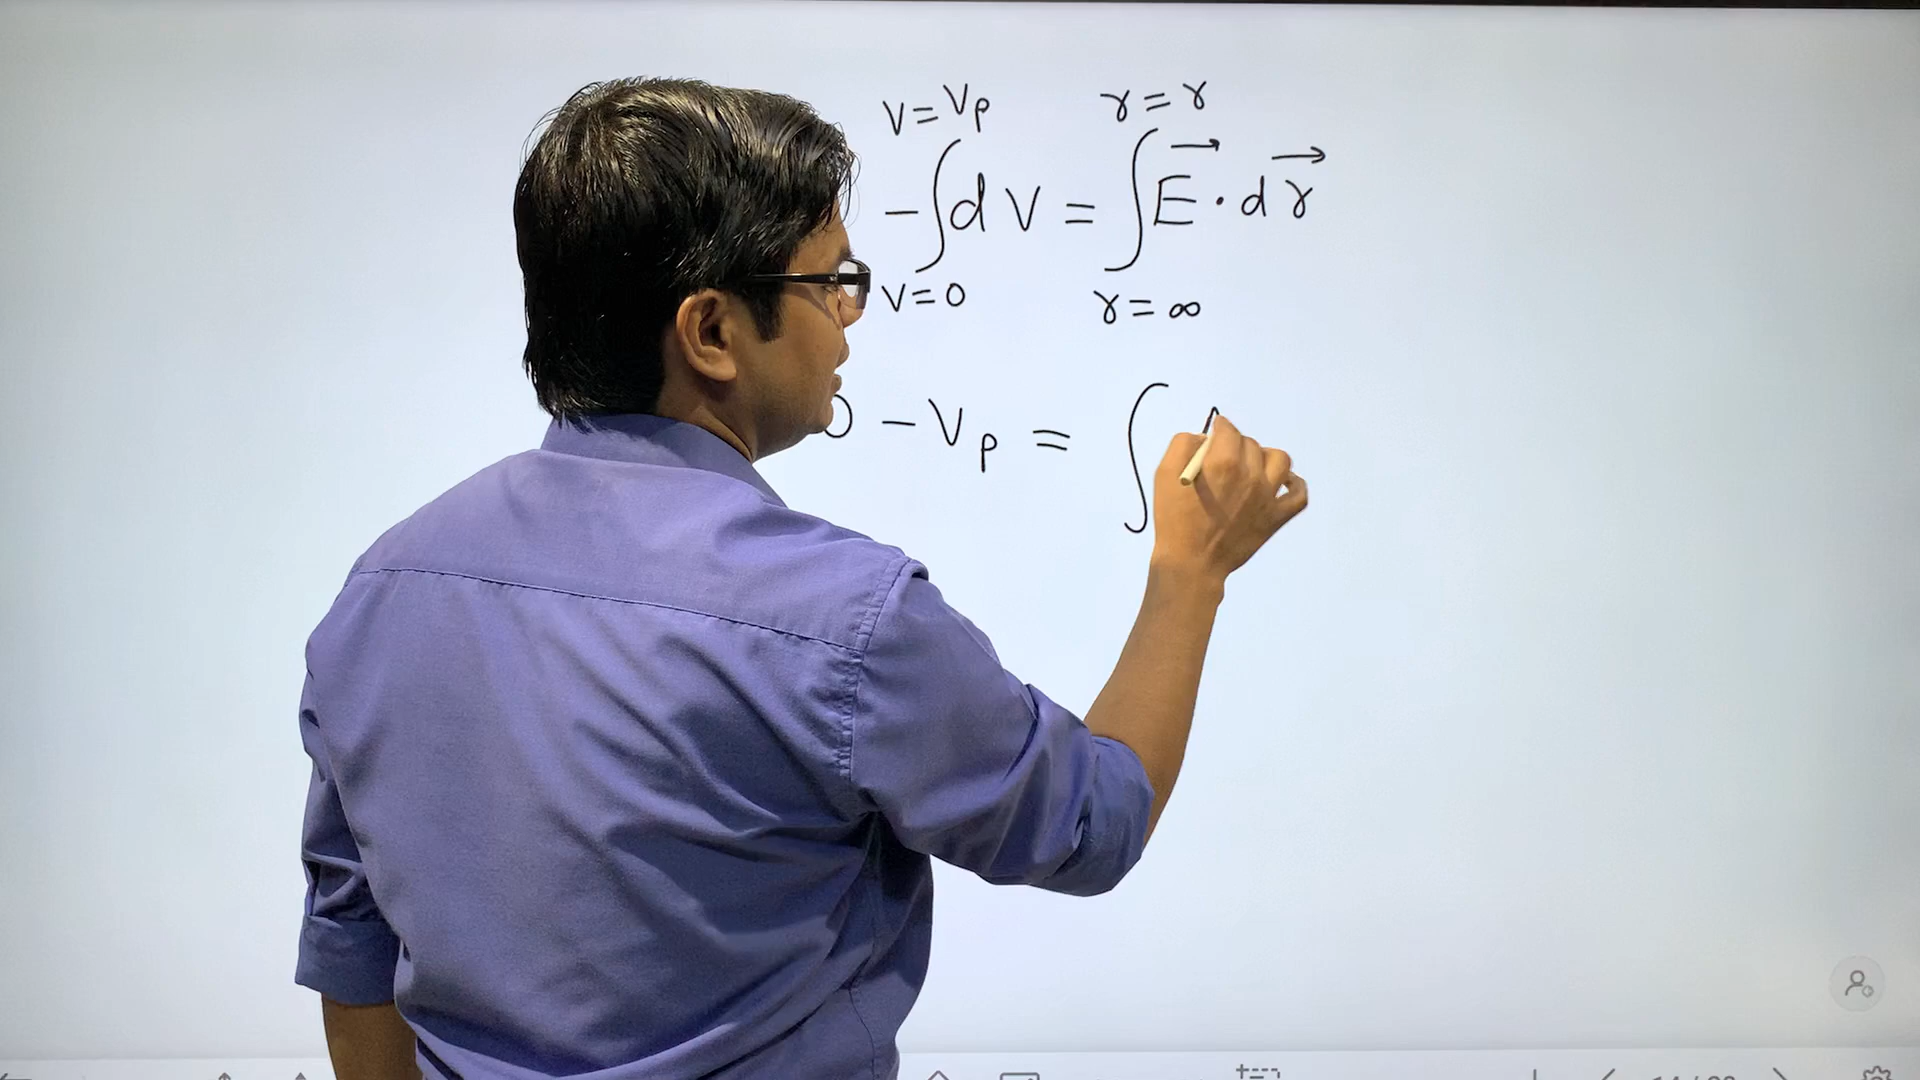 V=Vp r=r
-∫dV = ∫E⃗·dr⃗
V=0 r=∞
0 - Vp = ∫